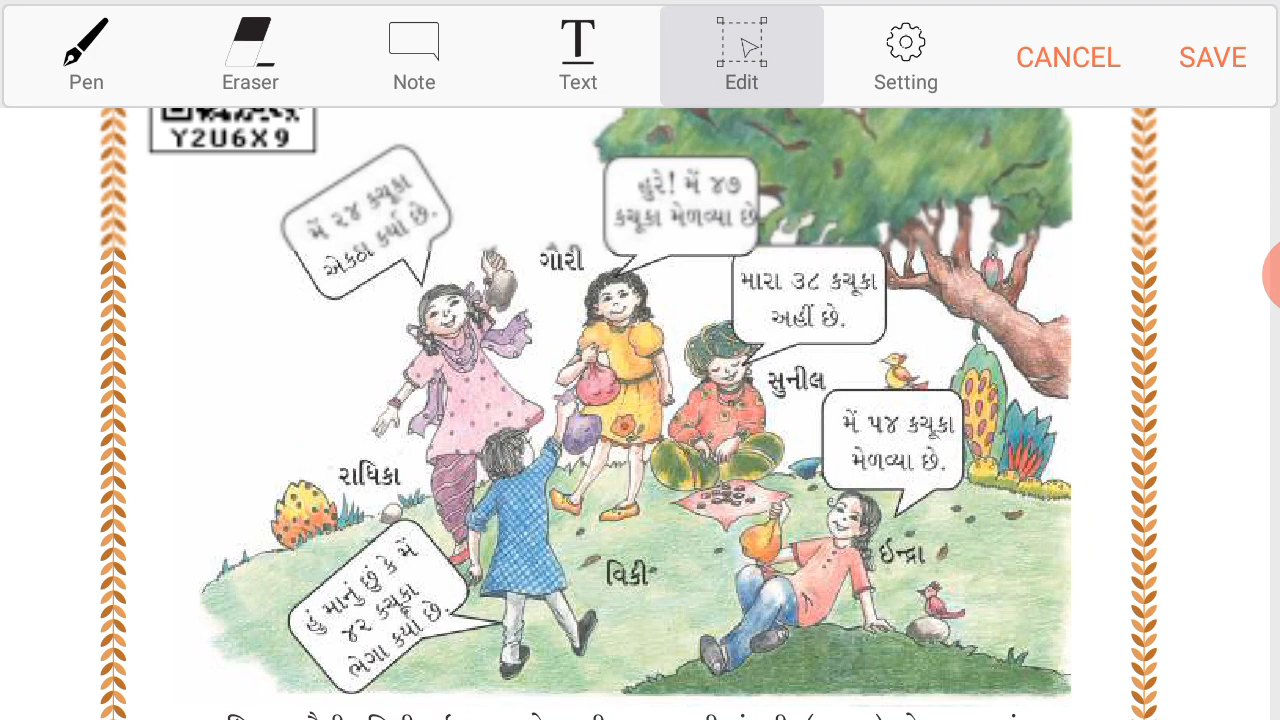 Pen
Eraser
Note
Text
Edit
Setting
CANCEL
SAVE
Y2U6X9
મેં ૨૪ કચૂકા
એકઠા કર્યા છે.
હુરે! મેં ૪૭
કચૂકા મેળવ્યા છે
ગૌરી
મારા ૩૮ કચૂકા
અહીં છે.
સુનીલ
મેં ૫૪ કચૂકા
મેળવ્યા છે.
રાધિકા
ઈન્દ્રા
વિકી
હું માનું છું કે મેં
૪૨ કચૂકા
ભેગા કર્યાં છે.